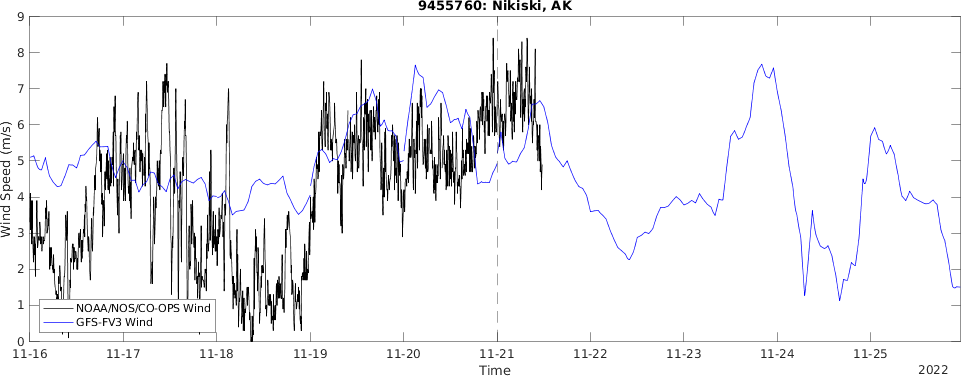 9455760: Nikiski, AK
9
8
7
6
5
4
3
2
1
0
Wind Speed (m/s)
NOAA/NOS/CO-OPS Wind
GFS-FV3 Wind
11-16 11-17 11-18 11-19 11-20 11-21 11-22 11-23 11-24 11-25
Time
2022